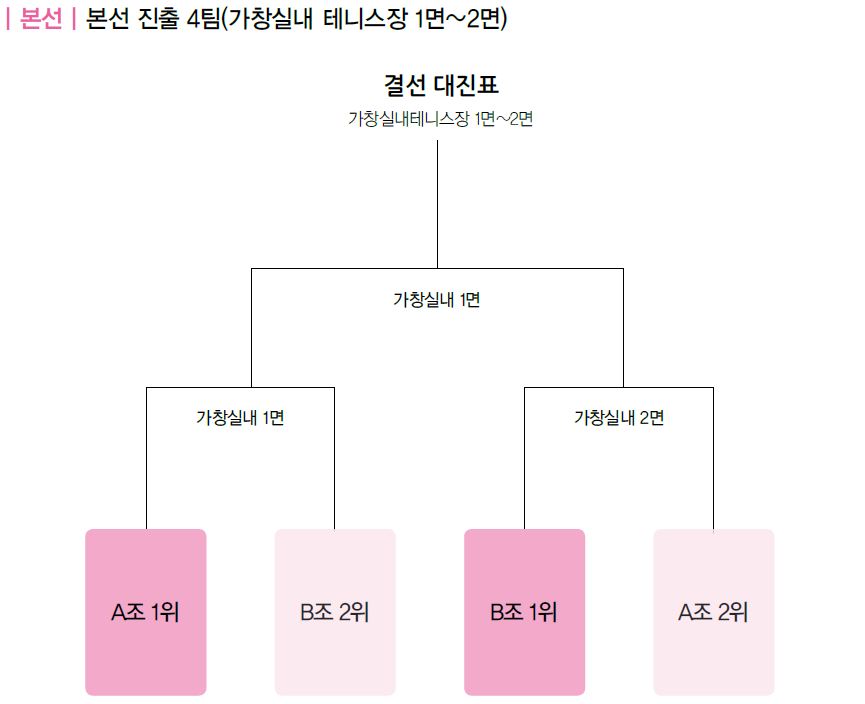 | 본선 | 본선 진출 4팀(가창실내 테니스장 1면~2면)
결선 대진표
가창실내테니스장 1면~2면
가창실내 1면
가창실내 1면
가창실내 2면
A조 1위
B조 2위
B조 1위
A조 2위